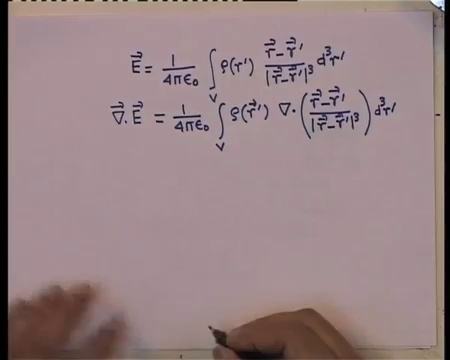 $\vec{E} = \frac{1}{4\pi\epsilon_0} \int_V \rho(r') \frac{\vec{r}-\vec{r}'}{|\vec{r}-\vec{r}'|^3} d^3r'$
$\vec{\nabla} \cdot \vec{E} = \frac{1}{4\pi\epsilon_0} \int_V \rho(\vec{r}') \nabla \cdot \left( \frac{\vec{r}-\vec{r}'}{|\vec{r}-\vec{r}'|^3} \right) d^3r'$